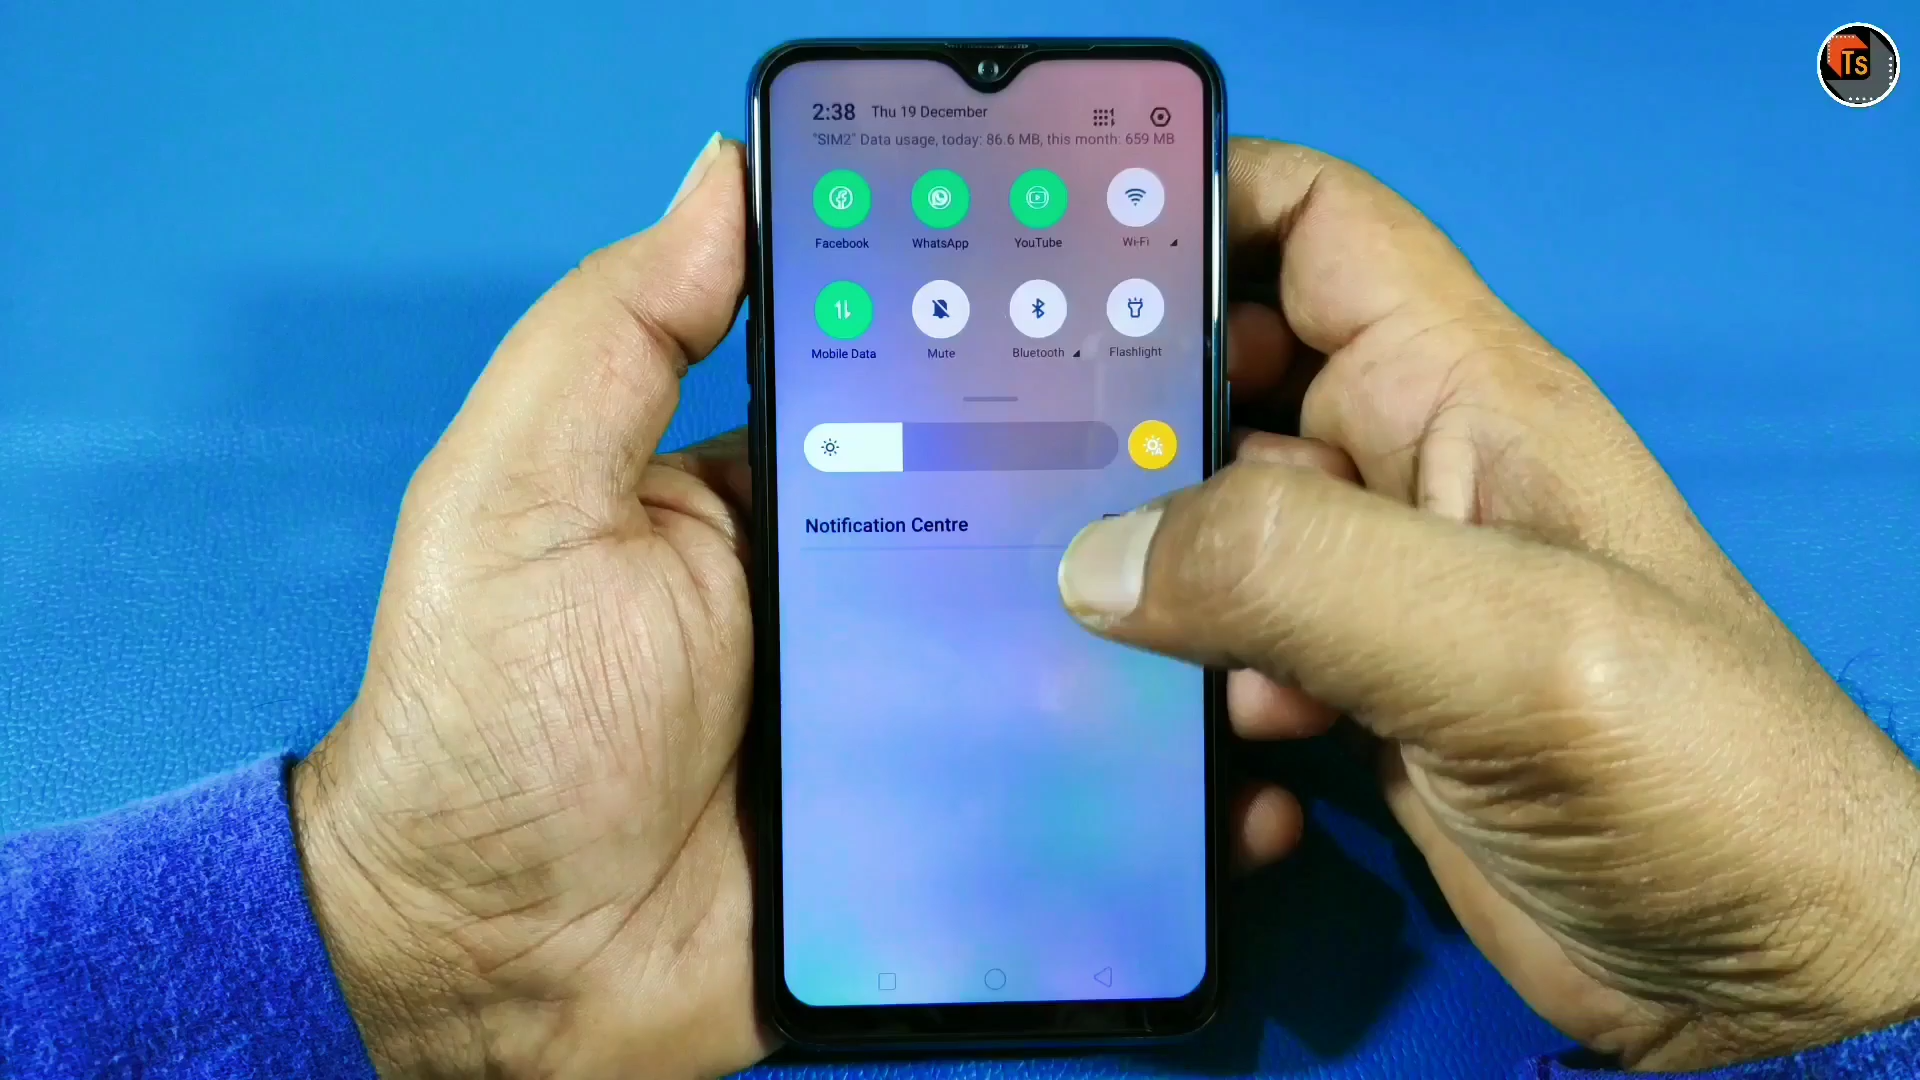 Ts
2:38 Thu 19 December
"SIM2" Data usage, today: 86.6 MB, this month: 659 MB
Facebook WhatsApp YouTube Wi-Fi
Mobile Data Mute Bluetooth Flashlight
Notification Centre